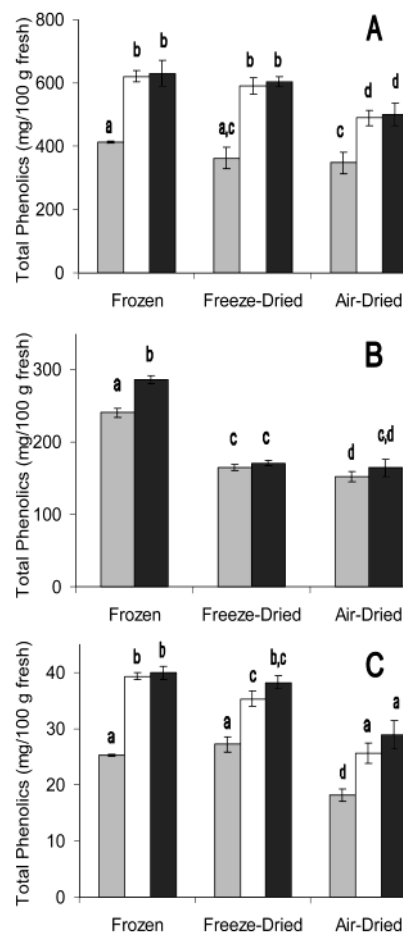 A
Total Phenolics (mg/100 g fresh)
800
600
400
200
0
a b b
a,c b b
c d d
Frozen Freeze-Dried Air-Dried
B
Total Phenolics (mg/100 g fresh)
300
200
100
0
a b
c c
d c,d
Frozen Freeze-Dried Air-Dried
C
Total Phenolics (mg/100 g fresh)
40
30
20
10
0
a b b
a c b,c
d a a
Frozen Freeze-Dried Air-Dried